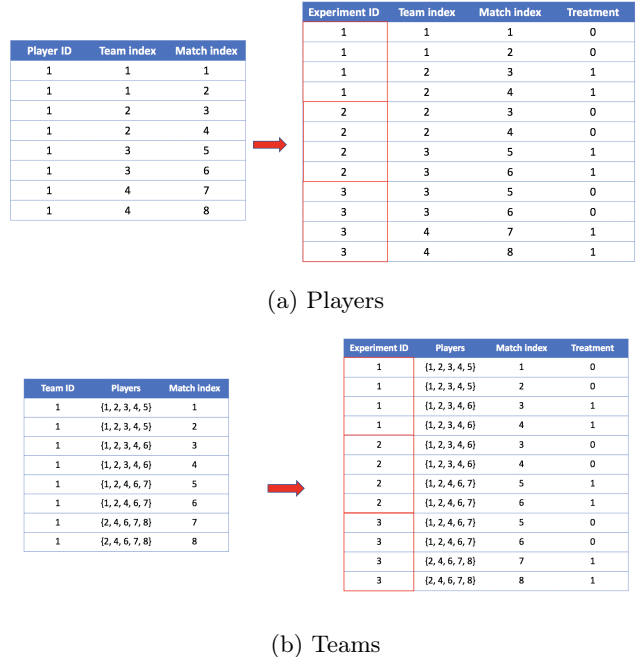 Player ID Team index Match index
1 1 1
1 1 2
1 2 3
1 2 4
1 3 5
1 3 6
1 4 7
1 4 8
Experiment ID Team index Match index Treatment
1 1 1 0
1 1 2 0
1 2 3 1
1 2 4 1
2 2 3 0
2 2 4 0
2 3 5 1
2 3 6 1
3 3 5 0
3 3 6 0
3 4 7 1
3 4 8 1
(a) Players
Team ID Players Match index
1 {1, 2, 3, 4, 5} 1
1 {1, 2, 3, 4, 5} 2
1 {1, 2, 3, 4, 6} 3
1 {1, 2, 3, 4, 6} 4
1 {1, 2, 4, 6, 7} 5
1 {1, 2, 4, 6, 7} 6
1 {2, 4, 6, 7, 8} 7
1 {2, 4, 6, 7, 8} 8
Experiment ID Players Match index Treatment
1 {1, 2, 3, 4, 5} 1 0
1 {1, 2, 3, 4, 5} 2 0
1 {1, 2, 3, 4, 6} 3 1
1 {1, 2, 3, 4, 6} 4 1
2 {1, 2, 3, 4, 6} 3 0
2 {1, 2, 3, 4, 6} 4 0
2 {1, 2, 4, 6, 7} 5 1
2 {1, 2, 4, 6, 7} 6 1
3 {1, 2, 4, 6, 7} 5 0
3 {1, 2, 4, 6, 7} 6 0
3 {2, 4, 6, 7, 8} 7 1
3 {2, 4, 6, 7, 8} 8 1
(b) Teams